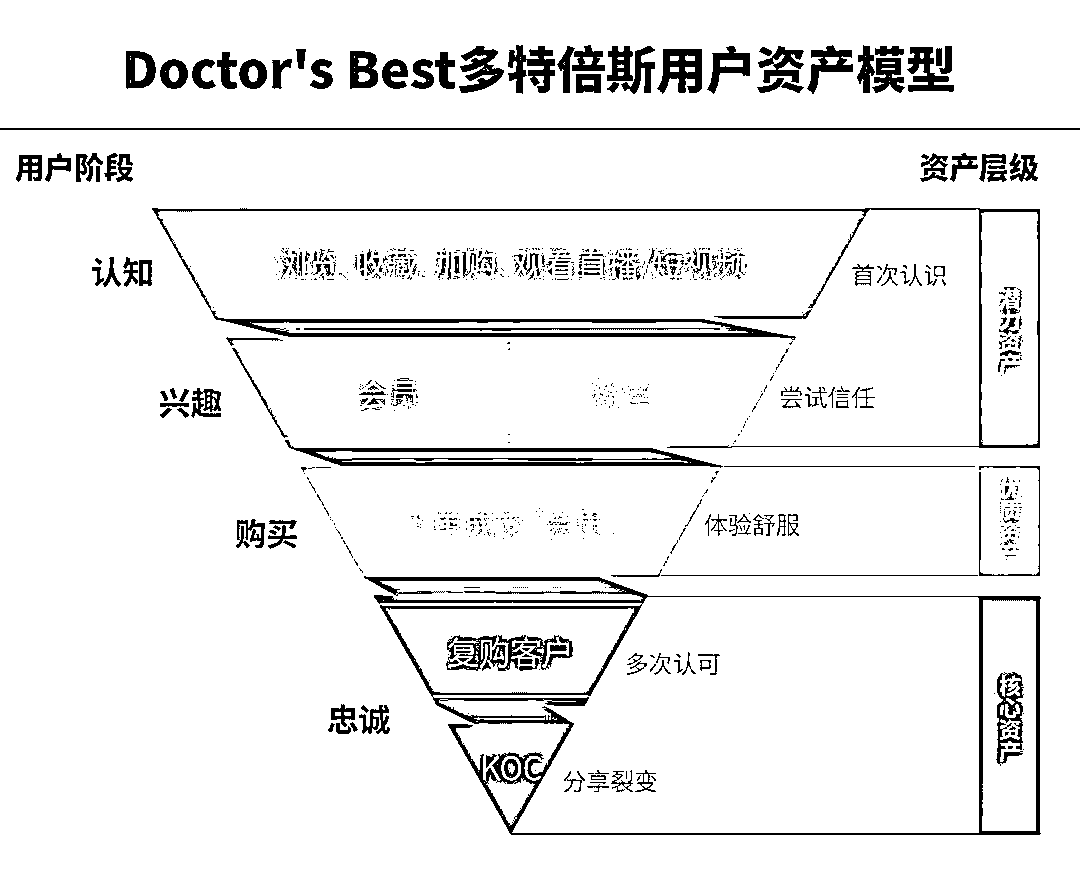 Doctor's Best多特倍斯用户资产模型
用户阶段
资产层级
认知
浏览、收藏、加购、观看直播/短视频
首次认识
潜力资产
兴趣
会员
粉丝
尝试信任
购买
体验舒服
优质资产
复购客户
多次认可
忠诚
核心资产
KOC
分享裂变